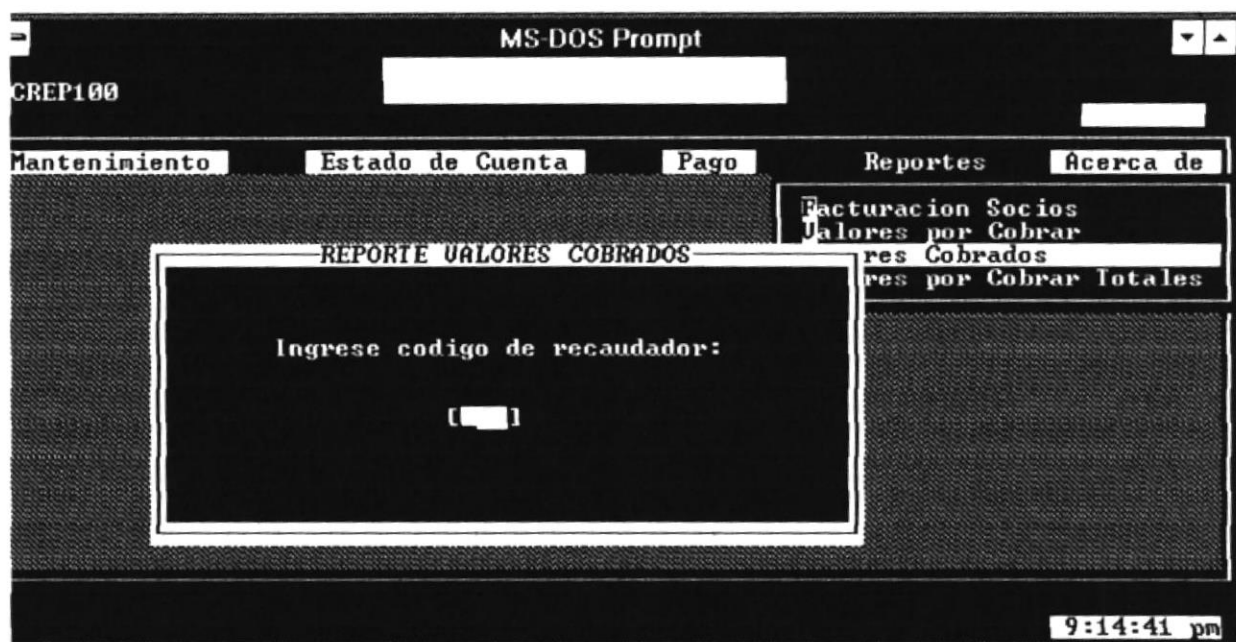 MS-DOS Prompt
CREP100
Mantenimiento Estado de Cuenta Pago Reportes Acerca de
Facturacion Socios
Valores por Cobrar
res Cobrados
res por Cobrar Totales
REPORTE VALORES COBRADOS
Ingrese codigo de recaudador:
[ ]
9:14:41 pm